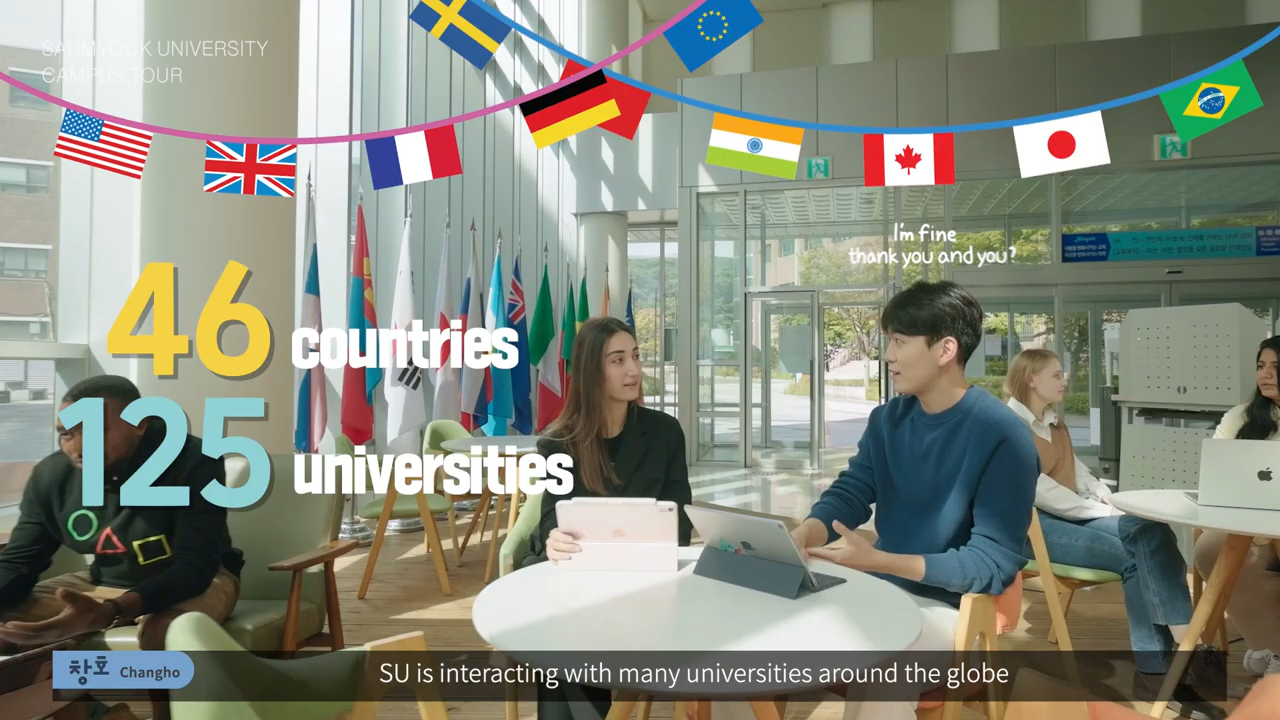 SAHMYOOK UNIVERSITY
CAMPUS TOUR
I'm fine
thank you and you?
46 countries
125 universities
창포 Changho
SU is interacting with many universities around the globe